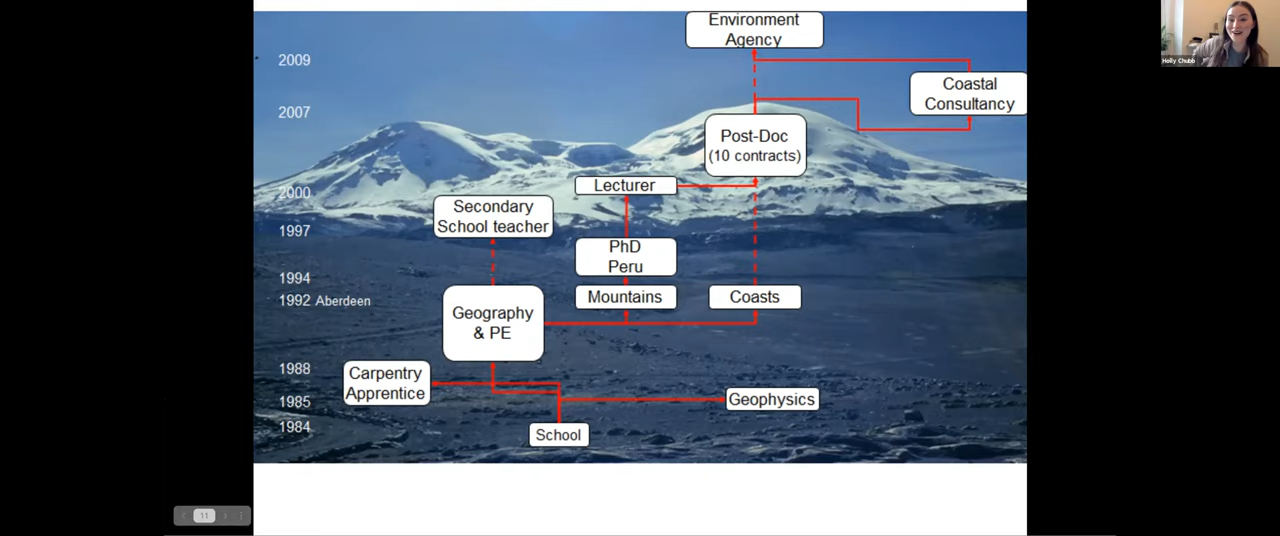 Environment
Agency
Holly Chubb
2009
Coastal
Consultancy
2007
Post-Doc
(10 contracts)
Lecturer
2000
Secondary
School teacher
1997
PhD
Peru
1994
1992 Aberdeen
Mountains
Coasts
Geography
& PE
1988
Carpentry
Apprentice
1985
Geophysics
1984
School
11